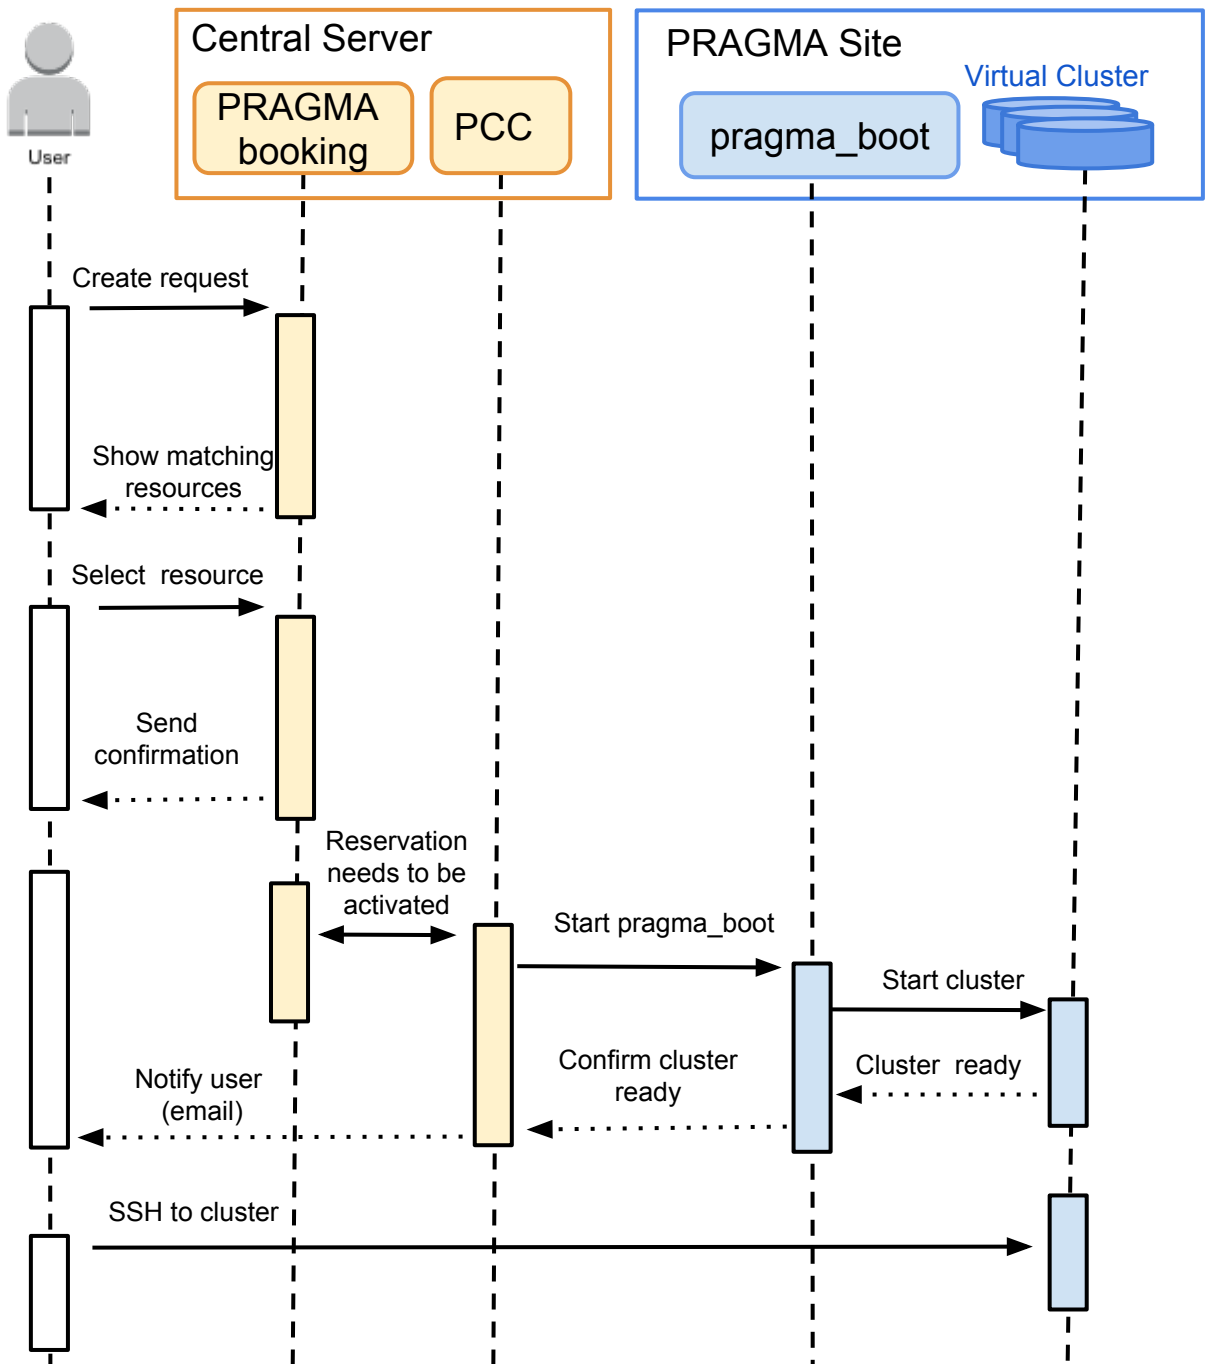 Central Server
PRAGMA Site
Virtual Cluster
PRAGMA
booking
PCC
pragma_boot
User
Create request
Show matching
resources
Select  resource
Send
confirmation
Reservation
needs to be
activated
Start pragma_boot
Start cluster
Confirm cluster
ready
Cluster  ready
Notify user
(email)
SSH to cluster